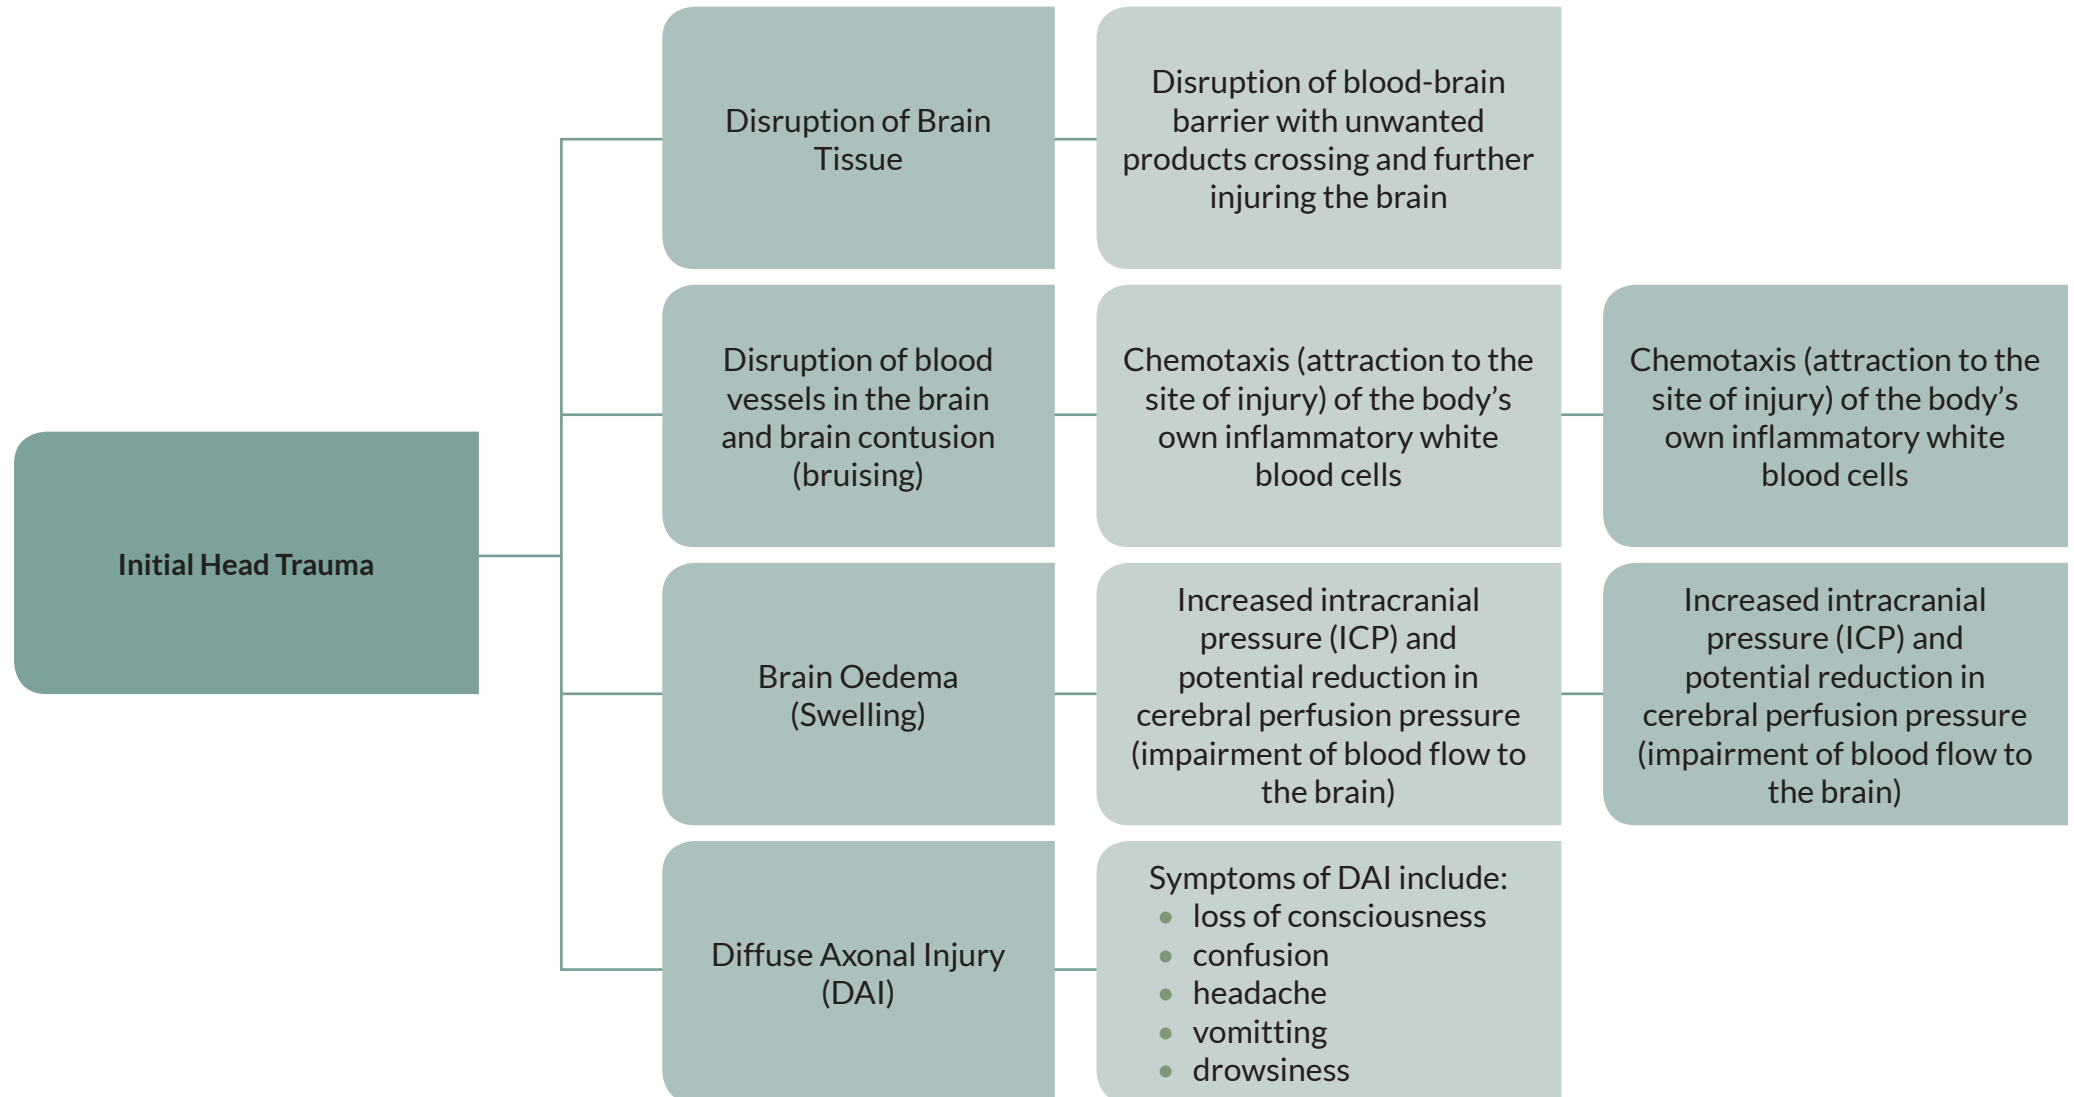 Initial Head Trauma
Disruption of Brain
Tissue
Disruption of blood-brain
barrier with unwanted
products crossing and further
injuring the brain
Disruption of blood
vessels in the brain
and brain contusion
(bruising)
Chemotaxis (attraction to the
site of injury) of the body’s
own inflammatory white
blood cells
Chemotaxis (attraction to the
site of injury) of the body’s
own inflammatory white
blood cells
Brain Oedema
(Swelling)
Increased intracranial
pressure (ICP) and
potential reduction in
cerebral perfusion pressure
(impairment of blood flow to
the brain)
Increased intracranial
pressure (ICP) and
potential reduction in
cerebral perfusion pressure
(impairment of blood flow to
the brain)
Diffuse Axonal Injury
(DAI)
Symptoms of DAI include:
• loss of consciousness
• confusion
• headache
• vomitting
• drowsiness